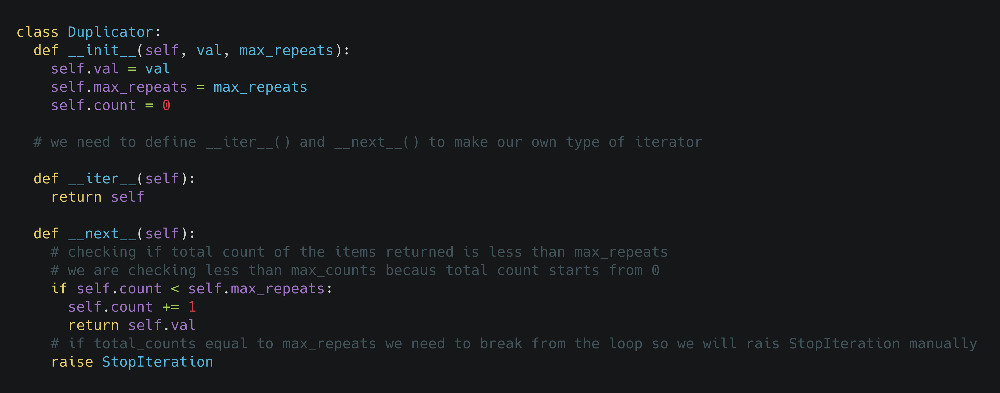 class Duplicator:
  def __init__(self, val, max_repeats):
    self.val = val
    self.max_repeats = max_repeats
    self.count = 0

  # we need to define __iter__() and __next__() to make our own type of iterator

  def __iter__(self):
    return self

  def __next__(self):
    # checking if total count of the items returned is less than max_repeats
    # we are checking less than max_counts becaus total count starts from 0
    if self.count < self.max_repeats:
      self.count += 1
      return self.val
    # if total_counts equal to max_repeats we need to break from the loop so we will rais StopIteration manually
    raise StopIteration